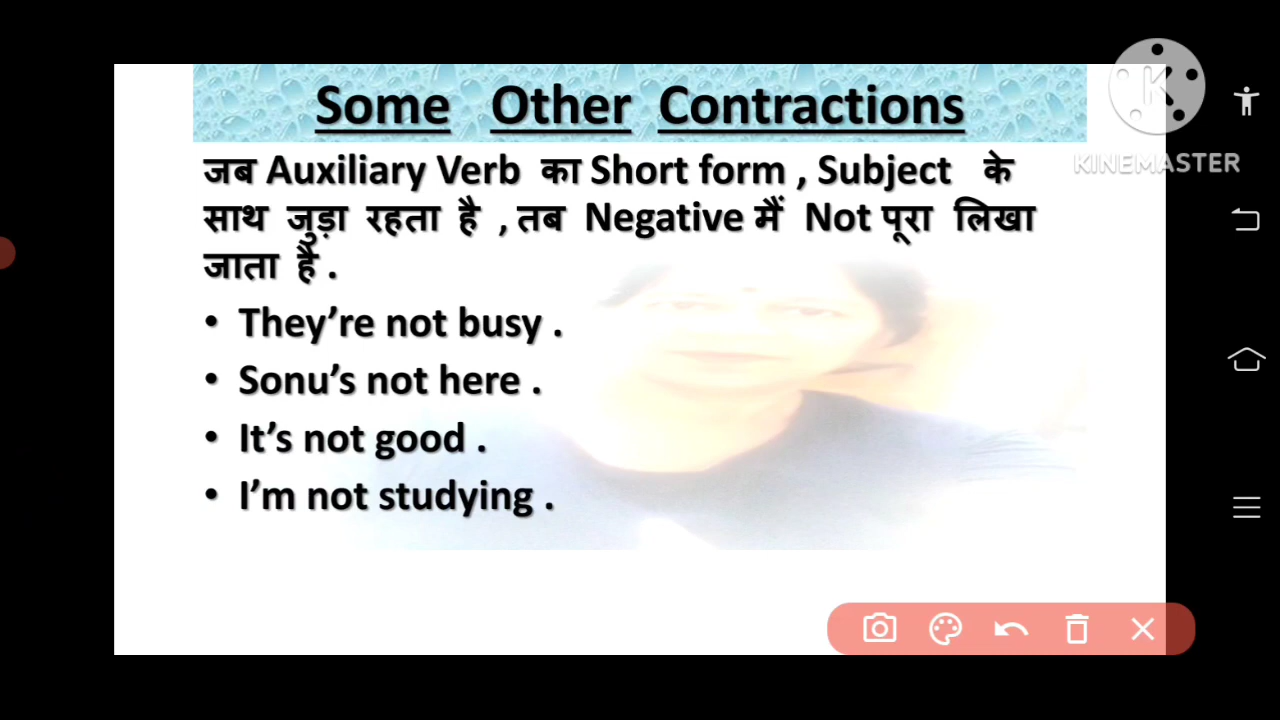 Some Other Contractions
KINEMASTER
जब Auxiliary Verb का Short form , Subject के
साथ जुड़ा रहता है , तब Negative मैं Not पूरा लिखा
जाता है .
• They’re not busy .
• Sonu’s not here .
• It’s not good .
• I’m not studying .